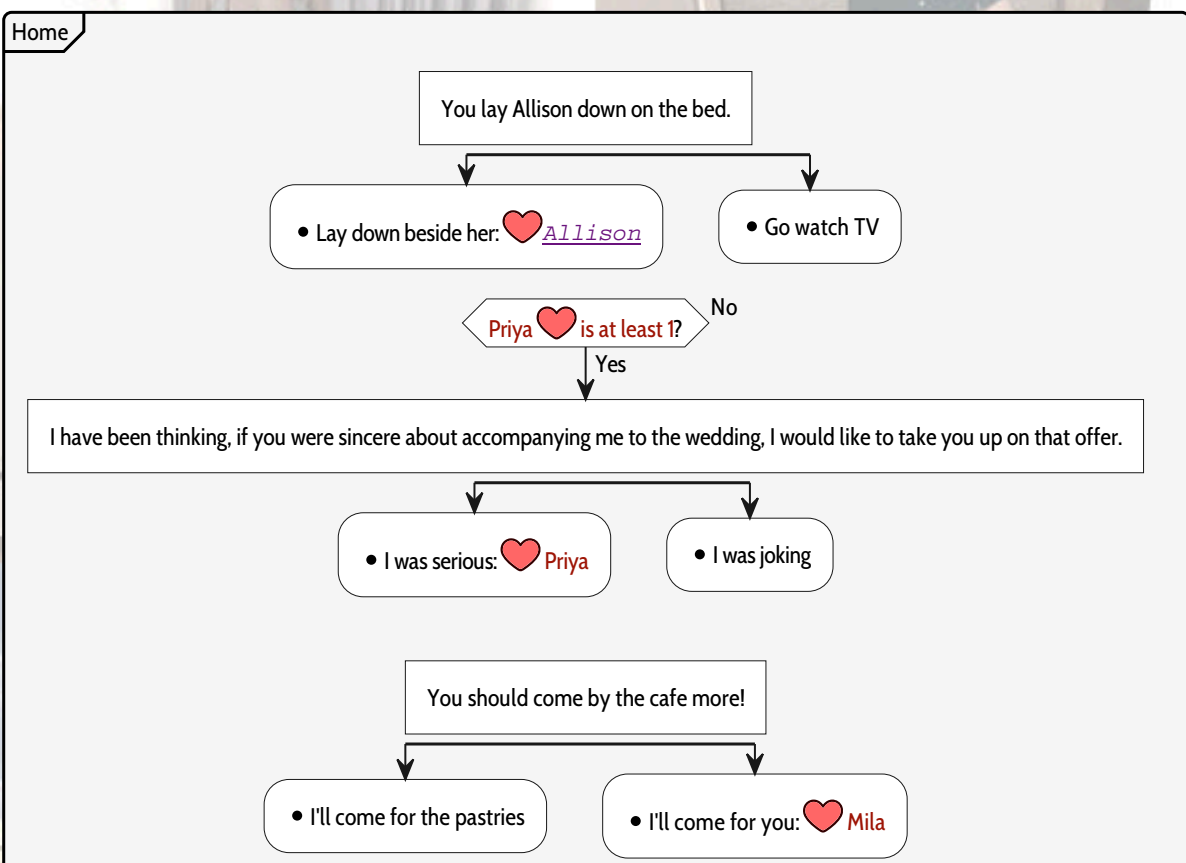 Home
You lay Allison down on the bed.
• Lay down beside her: Allison
• Go watch TV
Priya is at least 1?
No
Yes
I have been thinking, if you were sincere about accompanying me to the wedding, I would like to take you up on that offer.
• I was serious: Priya
• I was joking
You should come by the cafe more!
• I'll come for the pastries
• I'll come for you: Mila